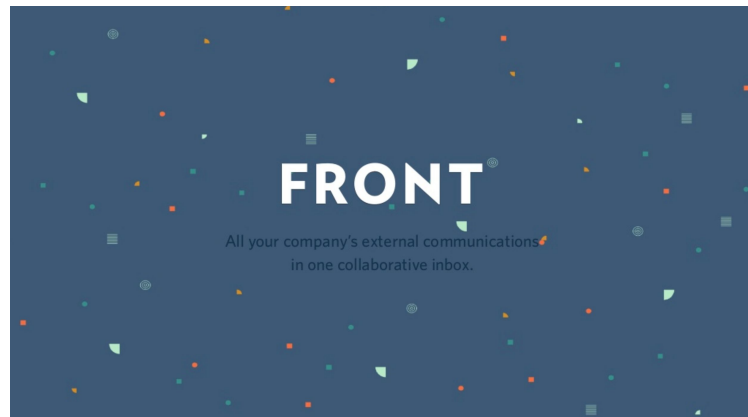 FRONT
All your company's external communications
in one collaborative inbox.